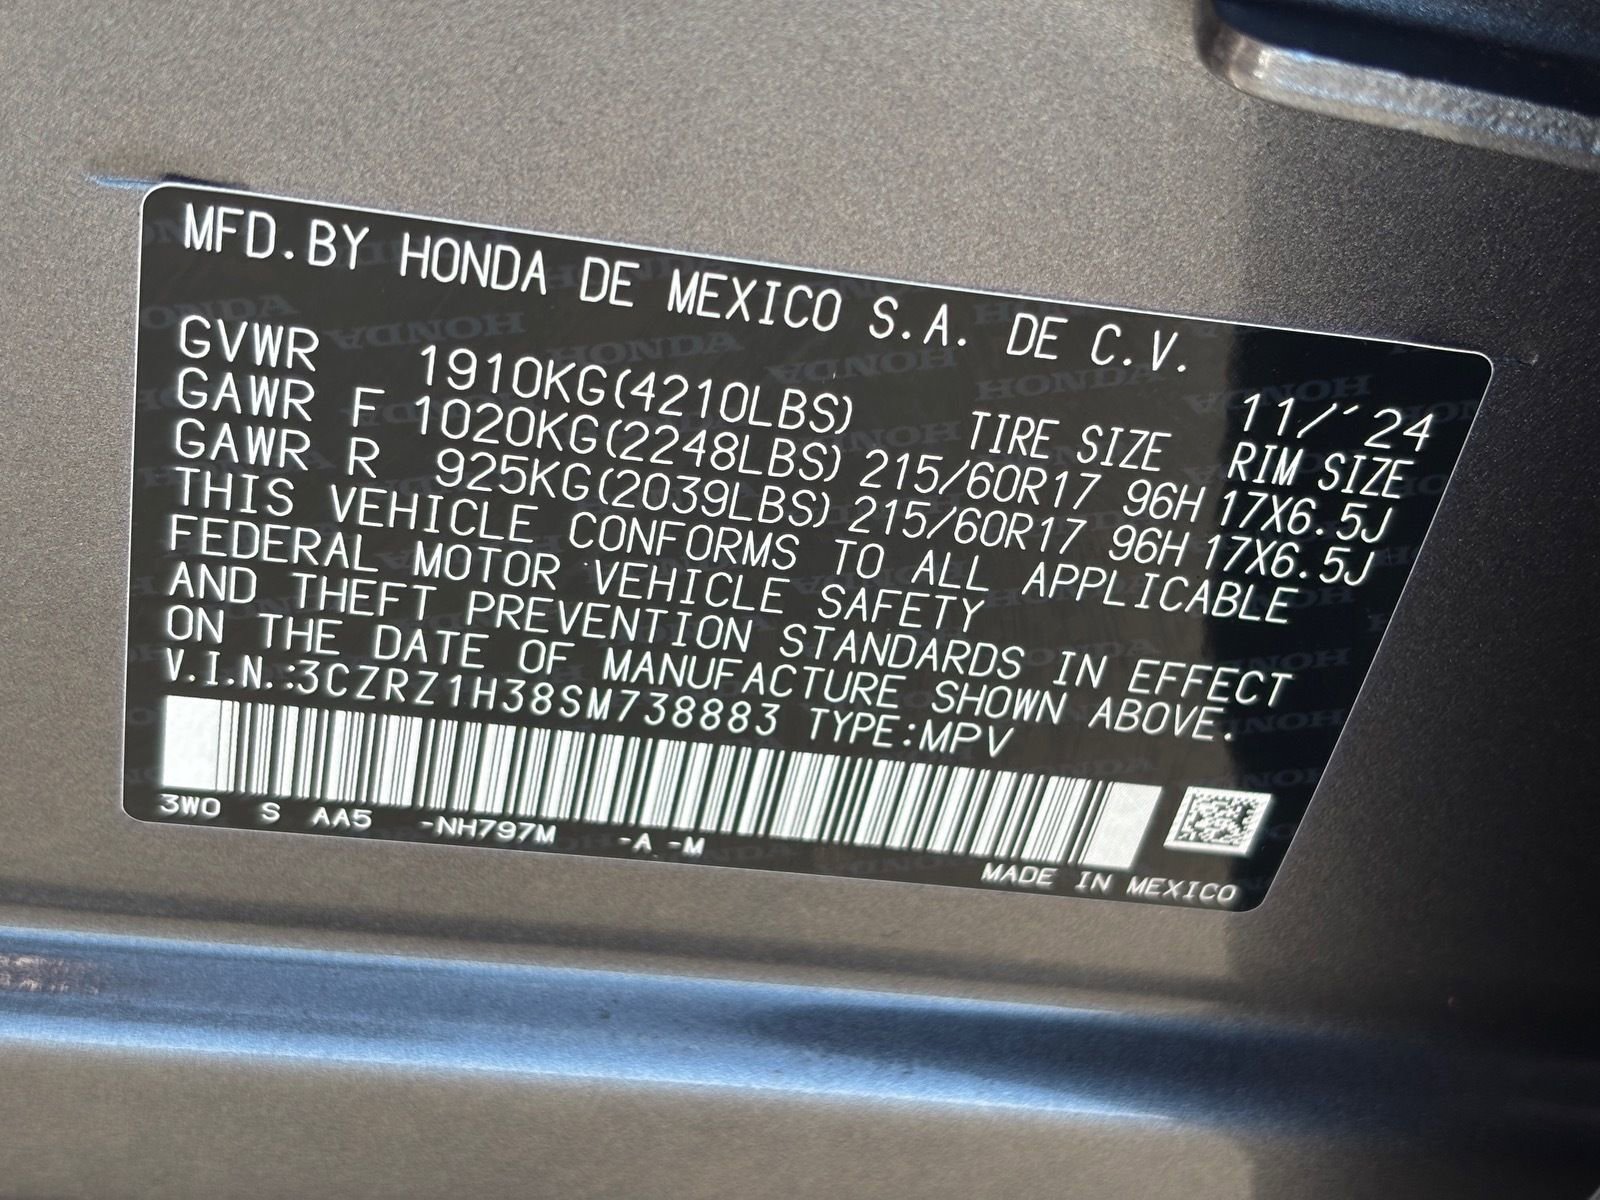 MFD.BY HONDA DE MEXICO S.A. DE C.V.
GVWR 1910KG(4210LBS) 11/´24
TIRE SIZE RIM SIZE
GAWR F 1020KG(2248LBS) 215/60R17 96H 17X6.5J
GAWR R 925KG(2039LBS) 215/60R17 96H 17X6.5J
THIS VEHICLE CONFORMS TO ALL APPLICABLE
FEDERAL MOTOR VEHICLE SAFETY
AND THEFT PREVENTION STANDARDS IN EFFECT
ON THE DATE OF MANUFACTURE SHOWN ABOVE.
V.I.N.:3CZRZ1H38SM738883 TYPE:MPV
3WO S AA5 -NH797M -A -M
MADE IN MEXICO